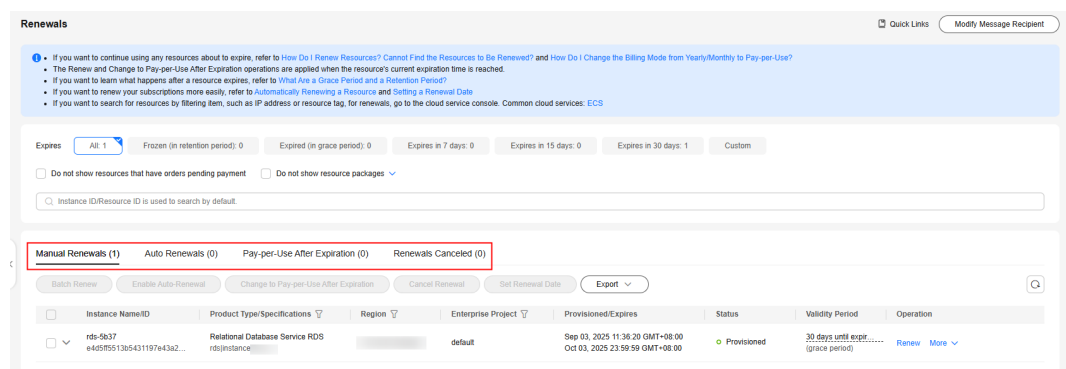 Renewals
Quick Links
Modify Message Recipient
If you want to continue using any resources about to expire, refer to How Do I Renew Resources? Cannot Find the Resources to Be Renewed? and How Do I Change the Billing Mode from Yearly/Monthly to Pay-per-Use?
The Renew and Change to Pay-per-Use After Expiration operations are applied when the resource's current expiration time is reached.
If you want to learn what happens after a resource expires, refer to What Are a Grace Period and a Retention Period?
If you want to renew your subscriptions more easily, refer to Automatically Renewing a Resource and Setting a Renewal Date
If you want to search for resources by filtering item, such as IP address or resource tag, for renewals, go to the cloud service console. Common cloud services: ECS
Expires All: 1 Frozen (in retention period): 0 Expired (in grace period): 0 Expires in 7 days: 0 Expires in 15 days: 0 Expires in 30 days: 1 Custom
Do not show resources that have orders pending payment Do not show resource packages
Instance ID/Resource ID is used to search by default.
Manual Renewals (1) Auto Renewals (0) Pay-per-Use After Expiration (0) Renewals Canceled (0)
Batch Renew Enable Auto-Renewal Change to Pay-per-Use After Expiration Cancel Renewal Set Renewal Date Export
Instance Name/ID Product Type/Specifications Region Enterprise Project Provisioned/Expires Status Validity Period Operation
rds-5b37 Relational Database Service RDS default Sep 03, 2025 11:36:20 GMT+08:00 Provisioned 30 days until expir... Renew More
e4d5ff5513b5431197e43a2... rds|instance Oct 03, 2025 23:59:59 GMT+08:00 (grace period)